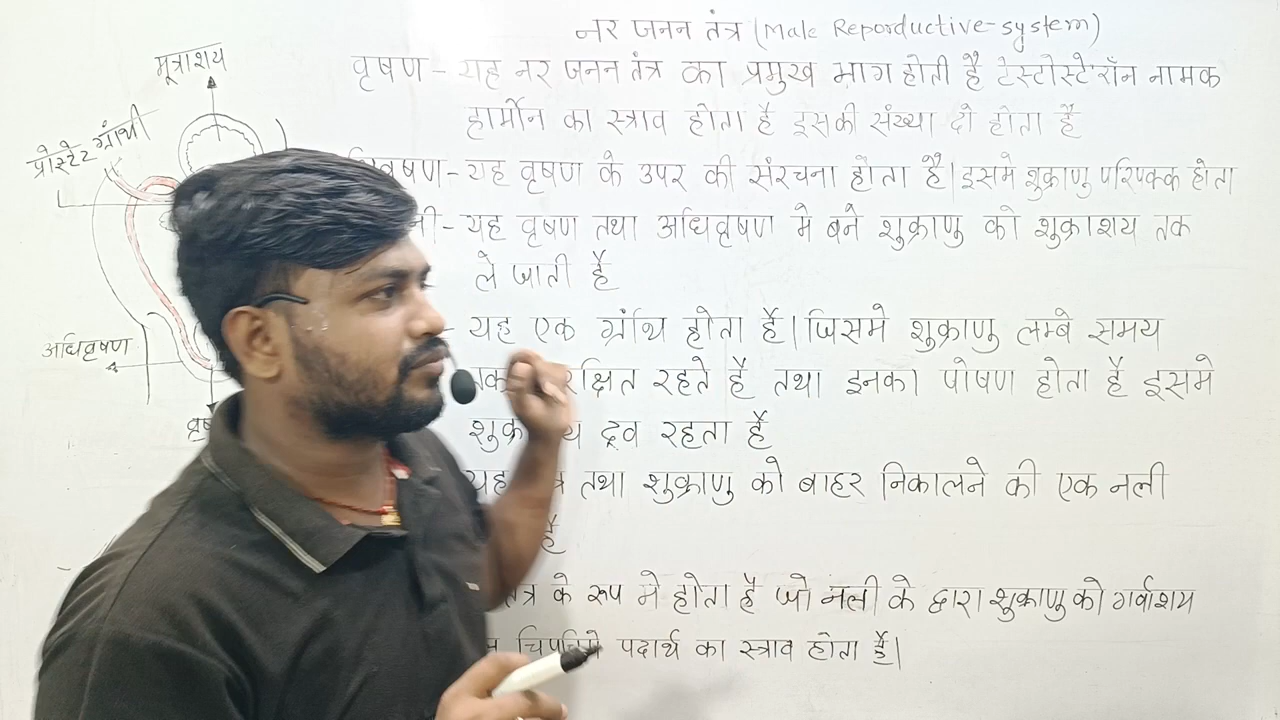 नर जनन तंत्र (Male Reporductive-system)
वृषण - यह नर जनन तंत्र का प्रमुख भाग होती है टेस्टोस्टेरॉन नामक
हार्मोन का स्त्राव होता है इसकी संख्या दो होता है
यह वृषण के उपर की संरचना होता है। इसमे शुक्राणु परिपक्क होता
यह वृषण तथा अधिवृषण मे बने शुक्राणु को शुक्राशय तक
ले जाती है
यह एक ग्रंथि होता है। जिसमे शुक्राणु लम्बे समय
रहते है तथा इनका पोषण होता है इसमे
द्रव रहता है
यह तथा शुक्राणु को बाहर निकालने की एक नली
है
के रूप मे होता है जो नली के द्वारा शुक्राणु को गर्वाशय
पदार्थ का स्त्राव होता है।
मूत्राशय
प्रोस्टेट ग्रंथी
अधिवृषण